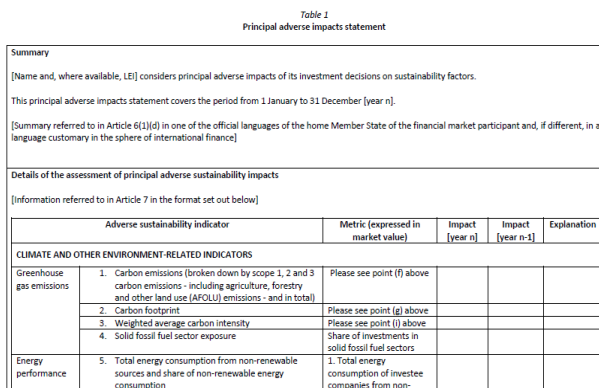 Table 1
Principal adverse impacts statement
Summary
[Name and, where available, LEI] considers principal adverse impacts of its investment decisions on sustainability factors.
This principal adverse impacts statement covers the period from 1 January to 31 December [year n].
[Summary referred to in Article 6(1)(d) in one of the official languages of the home Member State of the financial market participant and, if different, in a
language customary in the sphere of international finance]
Details of the assessment of principal adverse sustainability impacts
[Information referred to in Article 7 in the format set out below]
Adverse sustainability indicator Metric (expressed in Impact Impact Explanation
market value) [year n] [year n-1]
CLIMATE AND OTHER ENVIRONMENT-RELATED INDICATORS
Greenhouse 1. Carbon emissions (broken down by scope 1, 2 and 3 Please see point (f) above
gas emissions carbon emissions - including agriculture, forestry
and other land use (AFOLU) emissions - and in total)
2. Carbon footprint Please see point (g) above
3. Weighted average carbon intensity Please see point (i) above
4. Solid fossil fuel sector exposure Share of investments in
solid fossil fuel sectors
Energy 5. Total energy consumption from non-renewable 1. Total energy
performance sources and share of non-renewable energy consumption of investee
consumption companies from non-